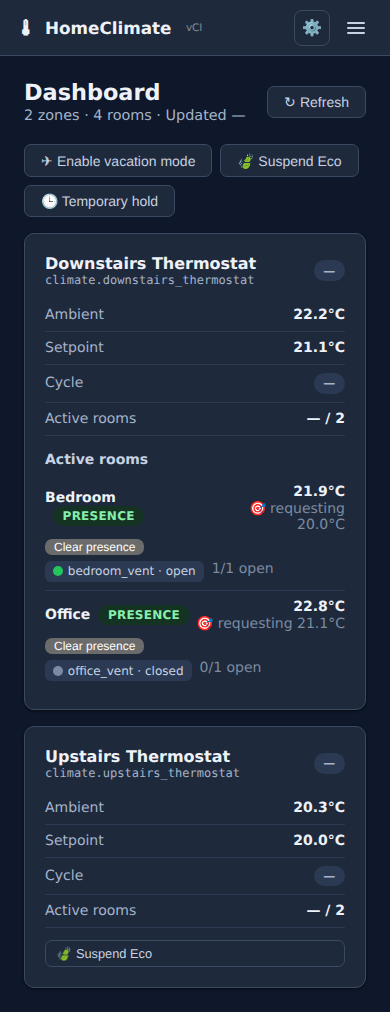 HomeClimate vCI
Dashboard
2 zones · 4 rooms · Updated —
↻ Refresh
✈ Enable vacation mode
Suspend Eco
Temporary hold
Downstairs Thermostat
climate.downstairs_thermostat
—
Ambient 22.2°C
Setpoint 21.1°C
Cycle —
Active rooms — / 2
Active rooms
Bedroom
PRESENCE
21.9°C
🎯 requesting
20.0°C
Clear presence
bedroom_vent · open 1/1 open
Office PRESENCE
22.8°C
🎯 requesting 21.1°C
Clear presence
office_vent · closed 0/1 open
Upstairs Thermostat
climate.upstairs_thermostat
—
Ambient 20.3°C
Setpoint 20.0°C
Cycle —
Active rooms — / 2
Suspend Eco